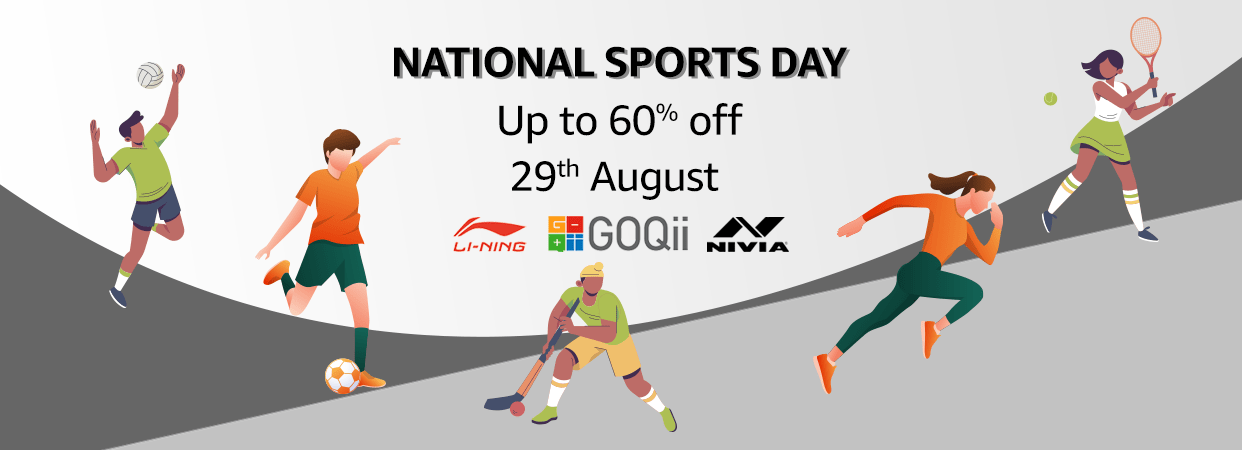 NATIONAL SPORTS DAY
Up to 60% off
29th August
LI-NING GOQii NIVIA